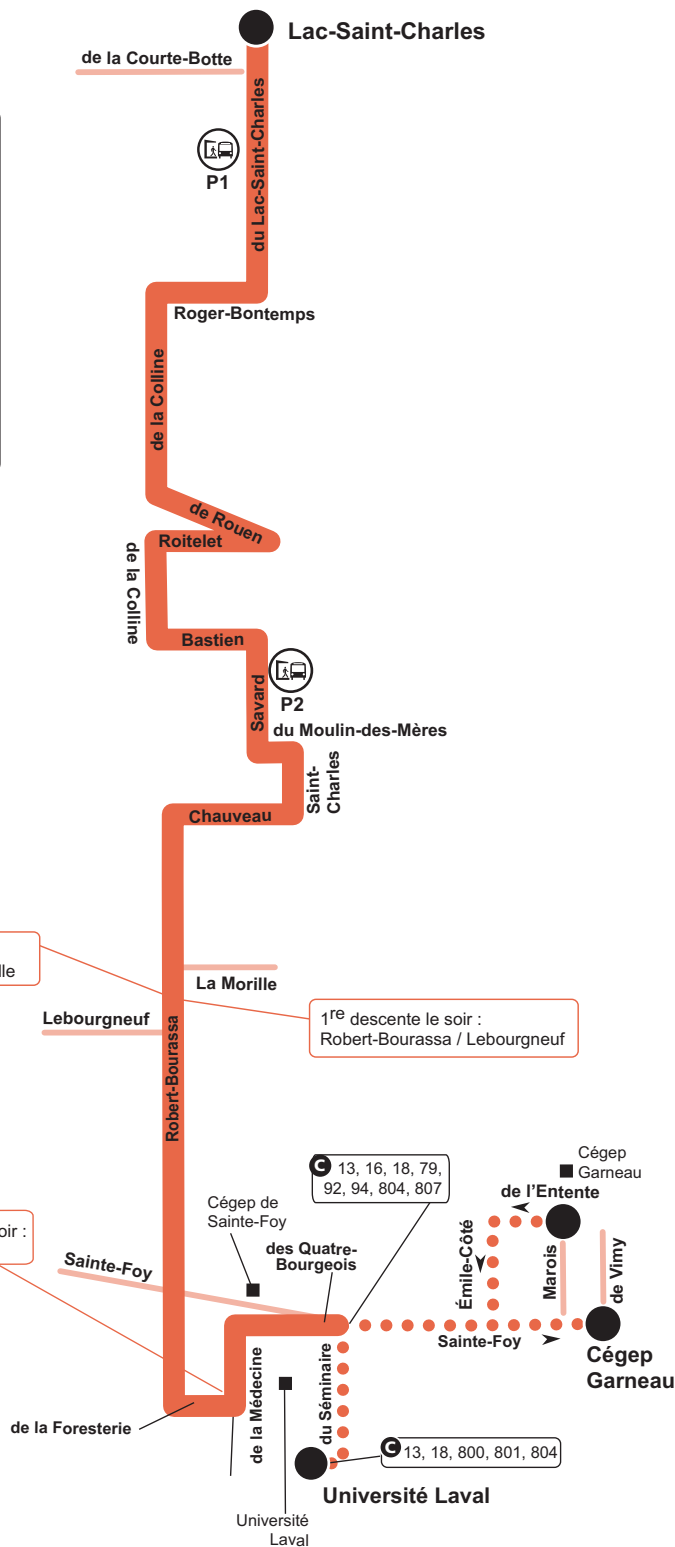 Lac-Saint-Charles
de la Courte-Botte
du Lac-Saint-Charles
P1
Roger-Bontemps
de la Colline
de Rouen
Roitelet
de la Colline
Bastien
Savard
P2
du Moulin-des-Mères
Saint-
Charles
Chauveau
La Morille
Lebourgneuf
1re descente le soir :
Robert-Bourassa / Lebourgneuf
Robert-Bourassa
C 13, 16, 18, 79,
92, 94, 804, 807
Cégep
Garneau
de l'Entente
Cégep de
Sainte-Foy
des Quatre-
Bourgeois
Émile-Côté
Marois
de Vimy
Sainte-Foy
Sainte-Foy
Cégep
Garneau
de la Médecine
du Séminaire
de la Foresterie
C 13, 18, 800, 801, 804
Université Laval
Université
Laval